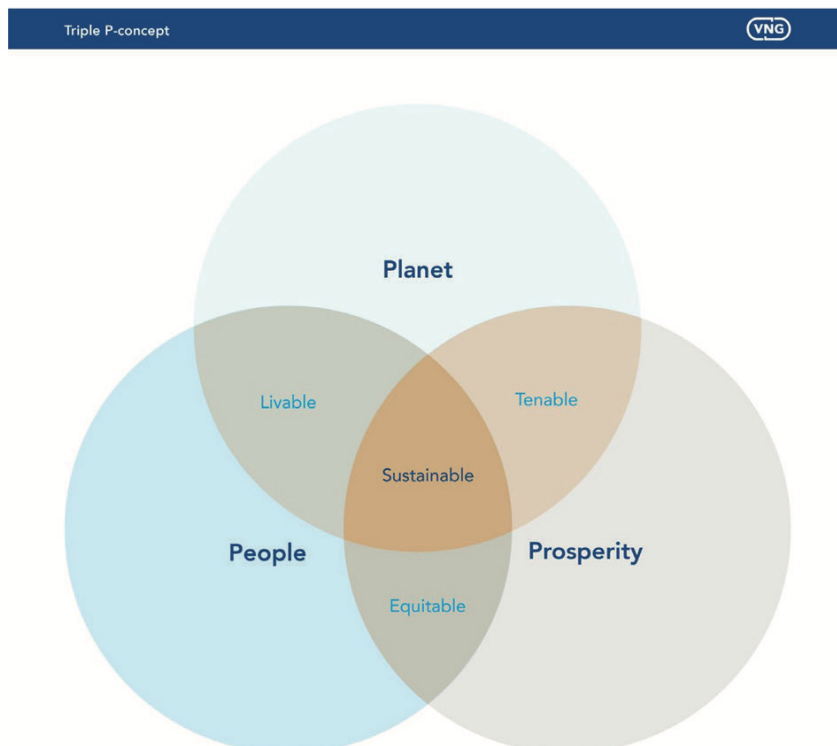 Triple P-concept
VNG
Planet
Livable
Tenable
Sustainable
People
Prosperity
Equitable